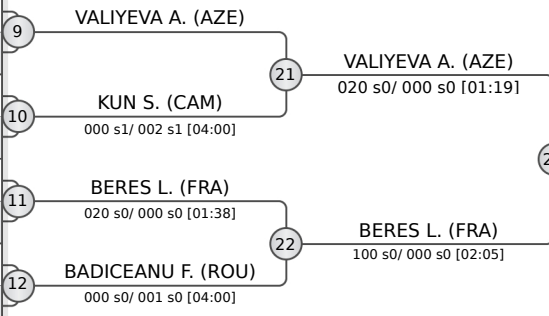 9
VALIYEVA A. (AZE)
21
VALIYEVA A. (AZE)
020 s0/ 000 s0 [01:19]
10
KUN S. (CAM)
000 s1/ 002 s1 [04:00]
11
BERES L. (FRA)
020 s0/ 000 s0 [01:38]
22
BERES L. (FRA)
100 s0/ 000 s0 [02:05]
12
BADICEANU F. (ROU)
000 s0/ 001 s0 [04:00]